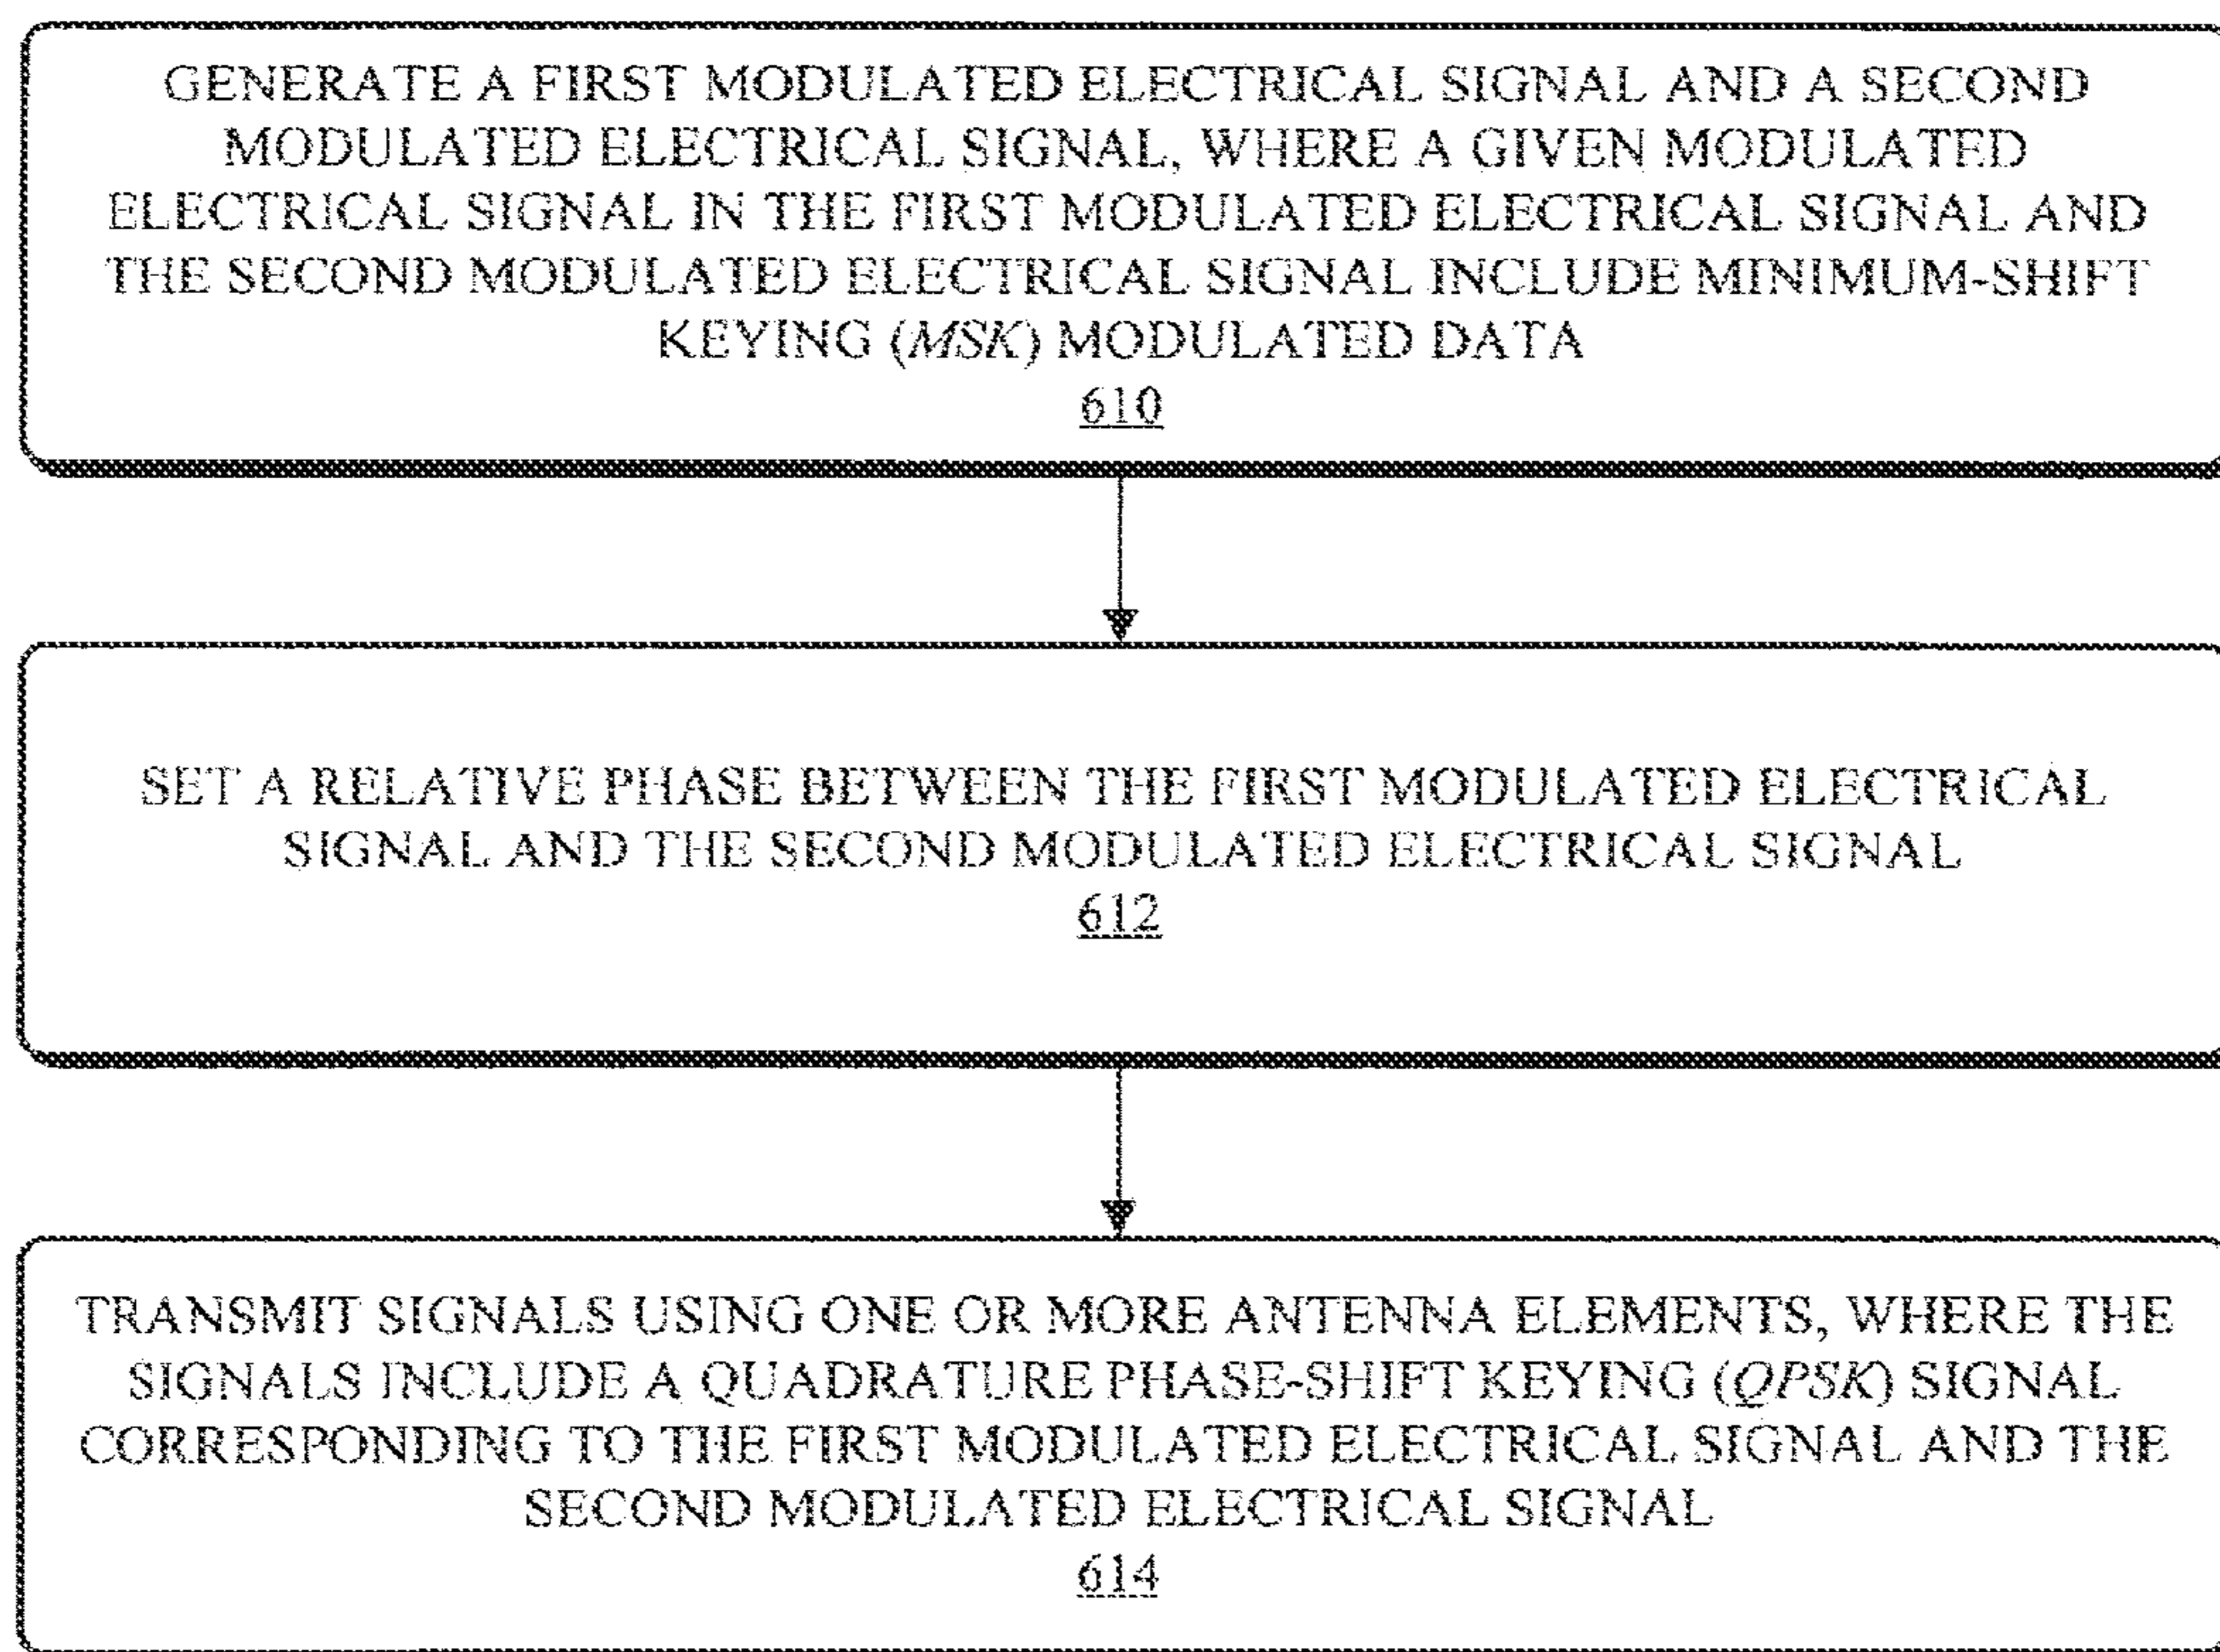 GENERATE A FIRST MODULATED ELECTRICAL SIGNAL AND A SECOND
MODULATED ELECTRICAL SIGNAL, WHERE A GIVEN MODULATED
ELECTRICAL SIGNAL IN THE FIRST MODULATED ELECTRICAL SIGNAL AND
THE SECOND MODULATED ELECTRICAL SIGNAL INCLUDE MINIMUM-SHIFT
KEYING (MSK) MODULATED DATA
610
SET A RELATIVE PHASE BETWEEN THE FIRST MODULATED ELECTRICAL
SIGNAL AND THE SECOND MODULATED ELECTRICAL SIGNAL
612
TRANSMIT SIGNALS USING ONE OR MORE ANTENNA ELEMENTS, WHERE THE
SIGNALS INCLUDE A QUADRATURE PHASE-SHIFT KEYING (QPSK) SIGNAL
CORRESPONDING TO THE FIRST MODULATED ELECTRICAL SIGNAL AND THE
SECOND MODULATED ELECTRICAL SIGNAL
614